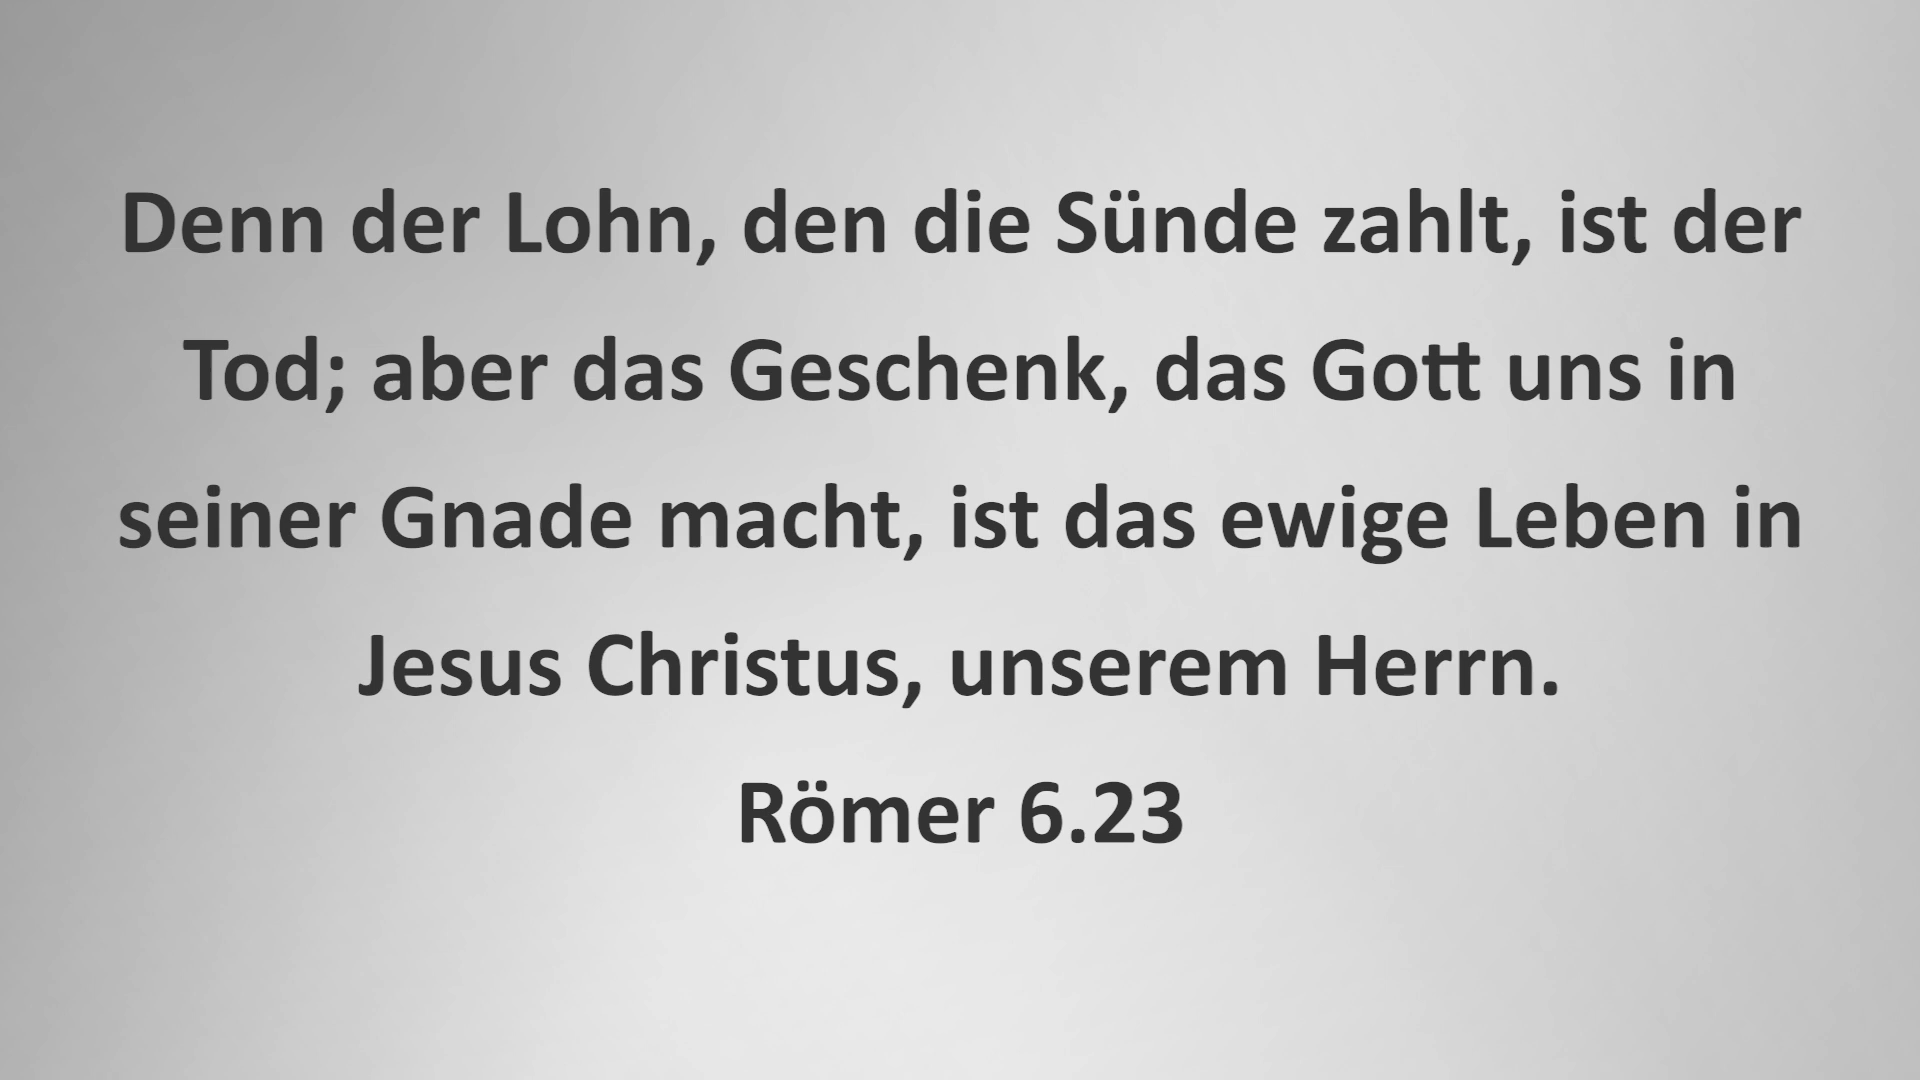 Denn der Lohn, den die Sünde zahlt, ist der
Tod; aber das Geschenk, das Gott uns in
seiner Gnade macht, ist das ewige Leben in
Jesus Christus, unserem Herrn.
Römer 6.23